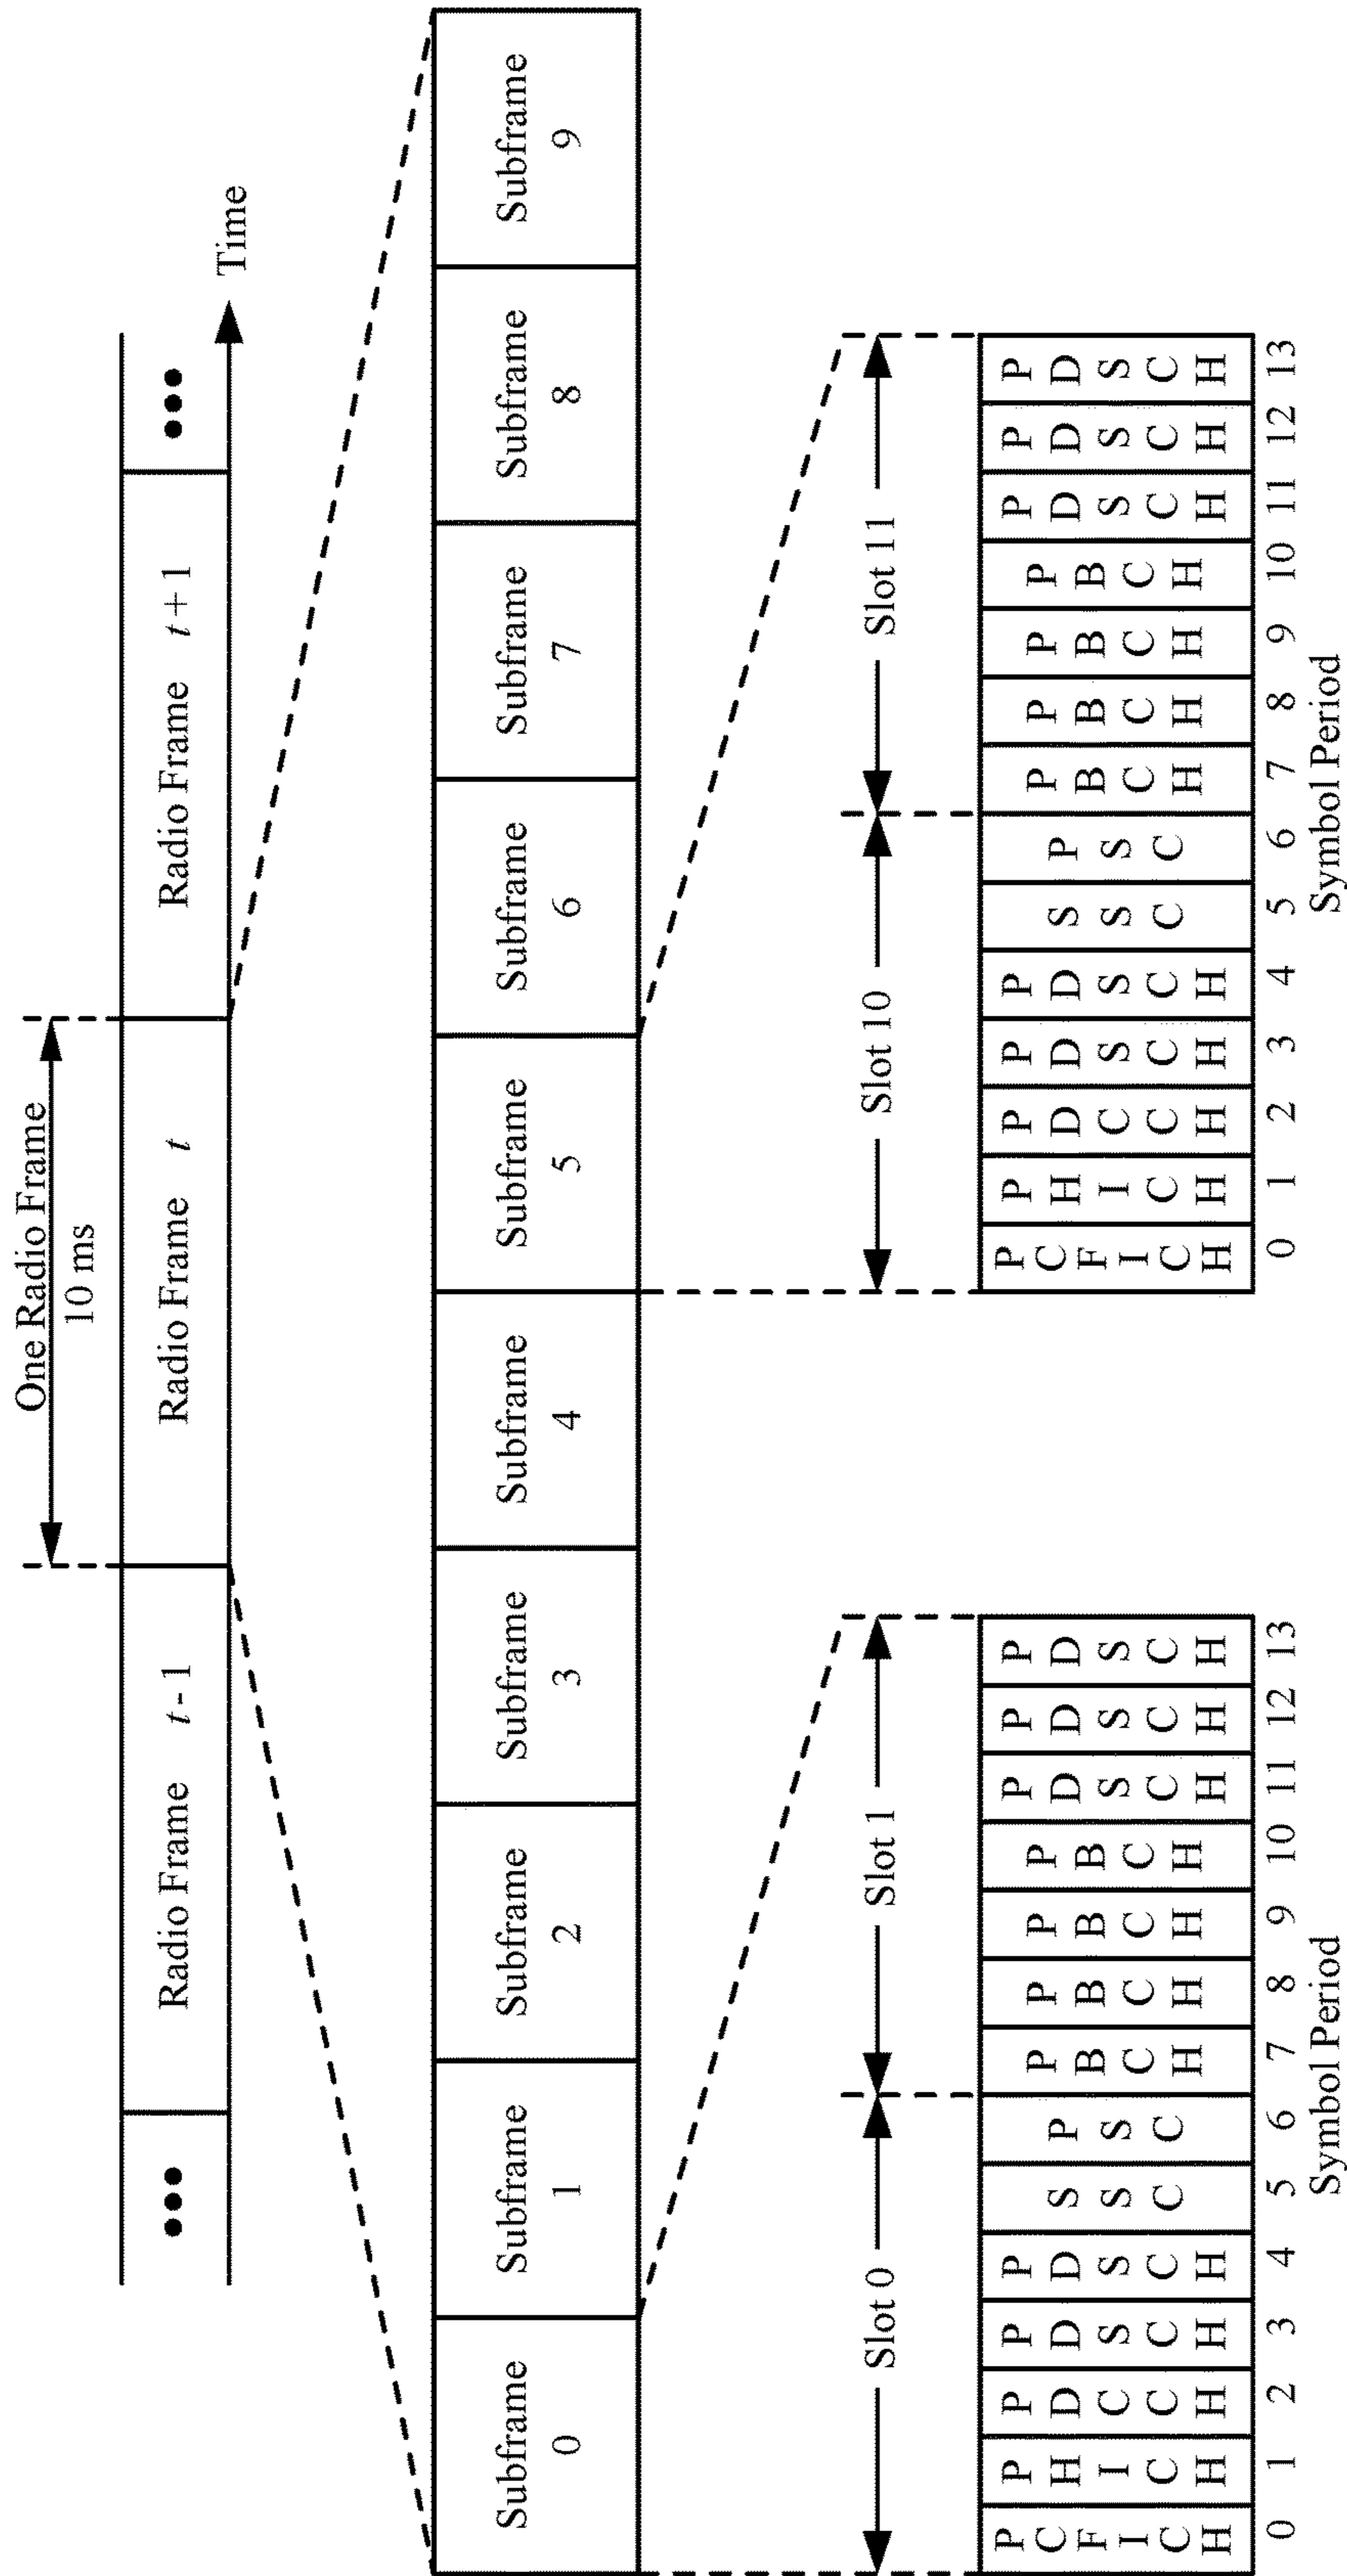 One Radio Frame
10 ms
••• Radio Frame t - 1 Radio Frame t Radio Frame t + 1 •••
Time
Subframe 0
Subframe 1
Subframe 2
Subframe 3
Subframe 4
Subframe 5
Subframe 6
Subframe 7
Subframe 8
Subframe 9
Slot 0 Slot 1
PCFICH PHICH PDCCH PDSCH PDSCH SSC PSC PBCH PBCH PBCH PBCH PDSCH PDSCH PDSCH
0 1 2 3 4 5 6 7 8 9 10 11 12 13
Symbol Period
Slot 10 Slot 11
PCFICH PHICH PDCCH PDSCH PDSCH SSC PSC PBCH PBCH PBCH PBCH PDSCH PDSCH PDSCH
0 1 2 3 4 5 6 7 8 9 10 11 12 13
Symbol Period